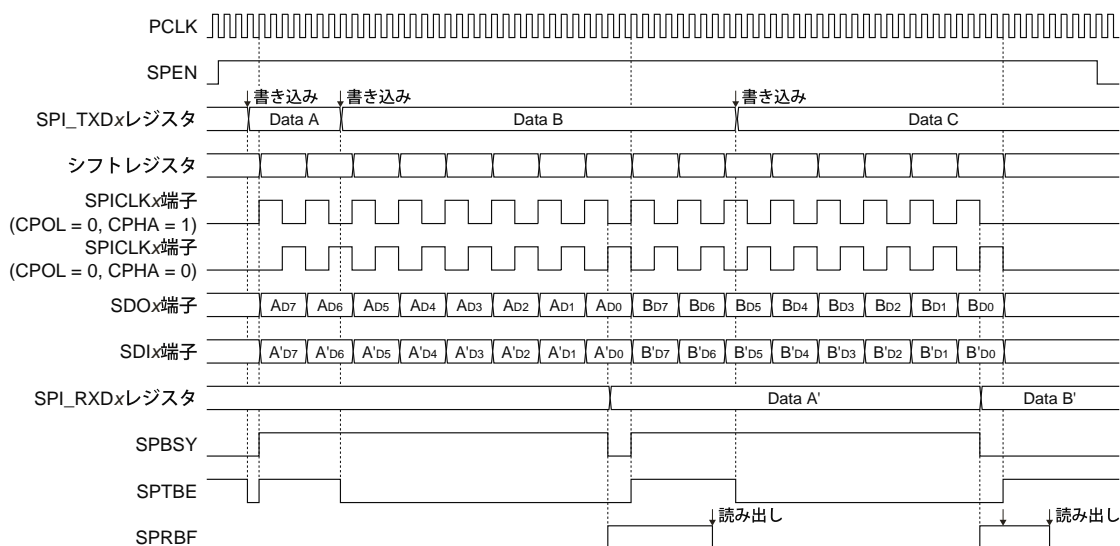 PCLK
SPEN
書き込み 書き込み 書き込み
SPI_TXDxレジスタ Data A Data B Data C
シフトレジスタ
SPICLKx端子
(CPOL = 0, CPHA = 1)
SPICLKx端子
(CPOL = 0, CPHA = 0)
SDOx端子 AD7 AD6 AD5 AD4 AD3 AD2 AD1 AD0 BD7 BD6 BD5 BD4 BD3 BD2 BD1 BD0
SDIx端子 A'D7 A'D6 A'D5 A'D4 A'D3 A'D2 A'D1 A'D0 B'D7 B'D6 B'D5 B'D4 B'D3 B'D2 B'D1 B'D0
SPI_RXDxレジスタ Data A' Data B'
SPBSY
SPTBE
読み出し 読み出し
SPRBF